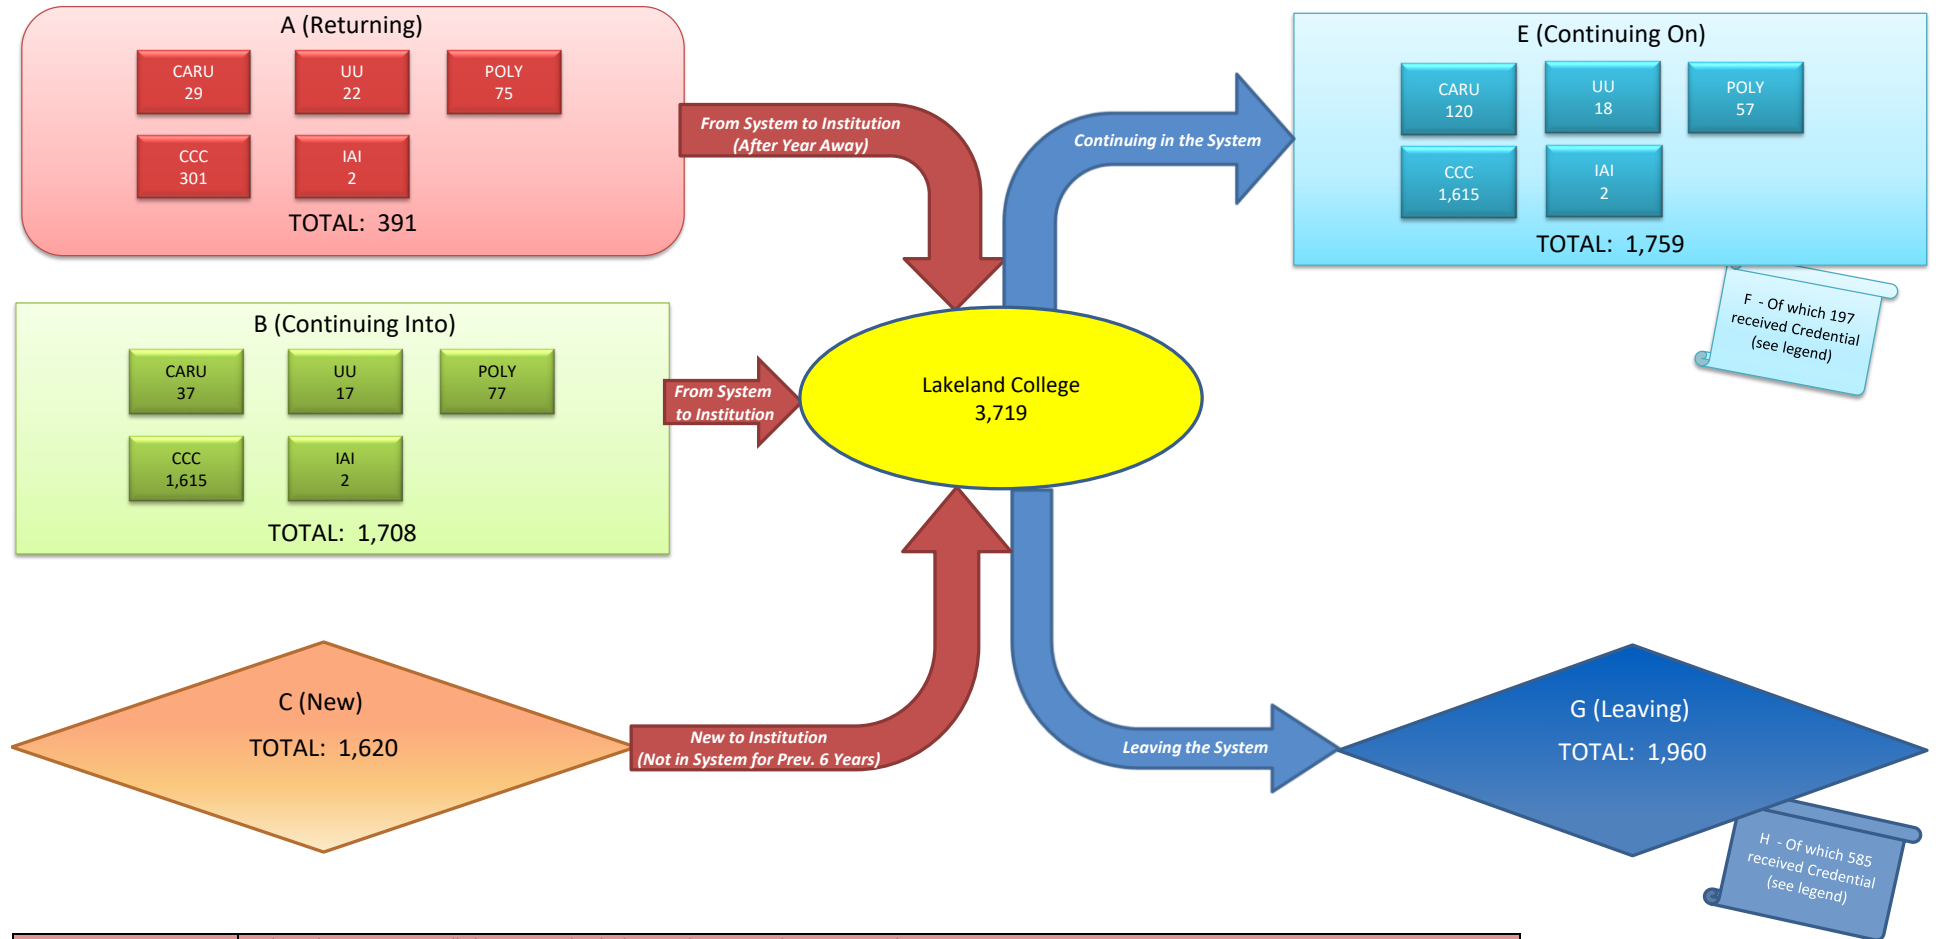 A (Returning)
CARU
29
UU
22
POLY
75
CCC
301
IAI
2
TOTAL: 391
From System to Institution
(After Year Away)
B (Continuing Into)
CARU
37
UU
17
POLY
77
CCC
1,615
IAI
2
TOTAL: 1,708
From System
to Institution
C (New)
TOTAL: 1,620
New to Institution
(Not in System for Prev. 6 Years)
Lakeland College
3,719
Continuing in the System
E (Continuing On)
CARU
120
UU
18
POLY
57
CCC
1,615
IAI
2
TOTAL: 1,759
F - Of which 197
received Credential
(see legend)
Leaving the System
G (Leaving)
TOTAL: 1,960
H - Of which 585
received Credential
(see legend)